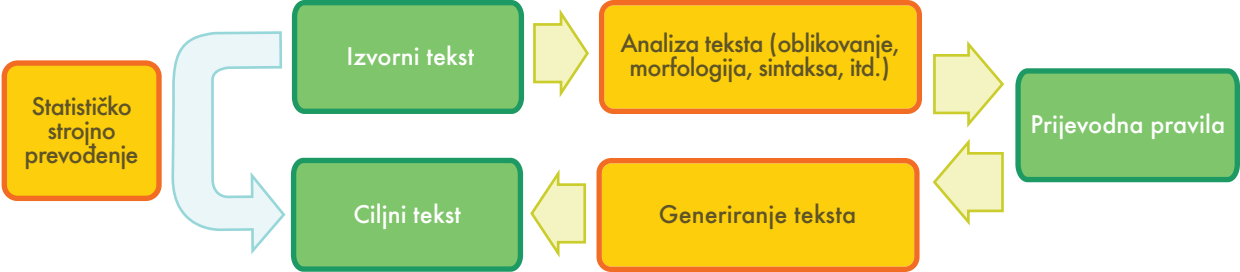 Statističko
strojno
prevođenje
Izvorni tekst
Analiza teksta (oblikovanje,
morfologija, sintaksa, itd.)
Prijevodna pravila
Generiranje teksta
Ciljni tekst